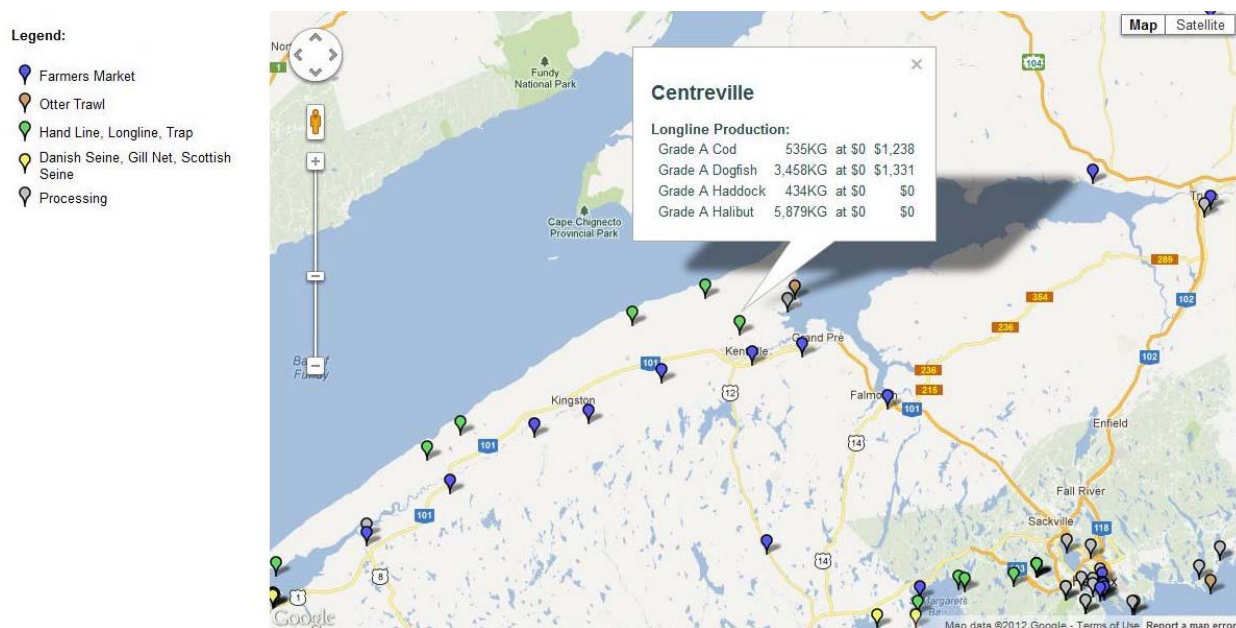 Legend:
Farmers Market
Otter Trawl
Hand Line, Longline, Trap
Danish Seine, Gill Net, Scottish
Seine
Processing
Map
Satellite
1
Fundy
National Park
104
Centreville
Longline Production:
Grade A Cod 535KG at $0 $1,238
Grade A Dogfish 3,458KG at $0 $1,331
Grade A Haddock 434KG at $0 $0
Grade A Halibut 5,879KG at $0 $0
Cape Chignecto
Provincial Park
289
354
102
236
Grand Pre
101
102
Fundy
236
215
12
Kingston
101
Enfield
14
101
Fall River
101
Sackville
118
14
8
1
Google
Map data ©2012 Google - Terms of Use Report a map error